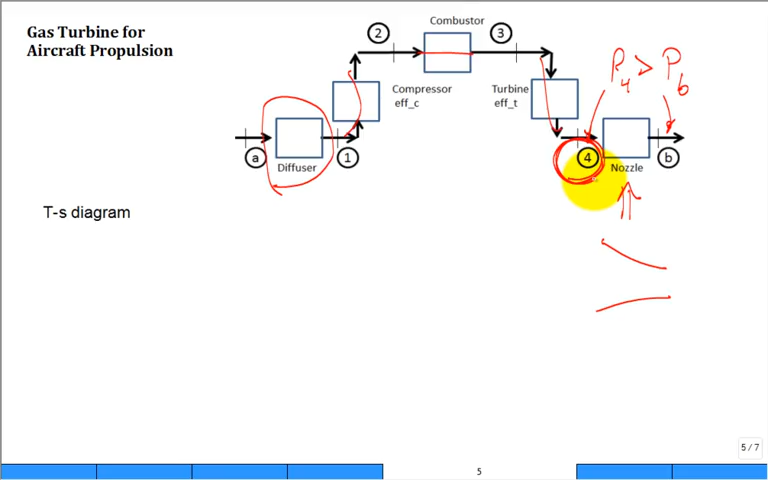 Gas Turbine for
Aircraft Propulsion
Combustor
2
3
P4 > P6
Compressor
eff_c
Turbine
eff_t
a
1
4
b
Diffuser
Nozzle
T-s diagram
5 / 7
5